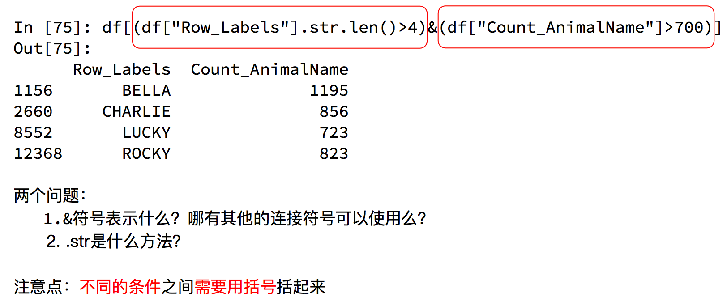 In [75]: df[(df["Row_Labels"].str.len()>4)&(df["Count_AnimalName"]>700)]
Out[75]:
Row_Labels Count_AnimalName
1156 BELLA 1195
2660 CHARLIE 856
8552 LUCKY 723
12368 ROCKY 823
两个问题：
1.&符号表示什么？哪有其他的连接符号可以使用么？
2. .str是什么方法？
注意点：不同的条件之间需要用括号括起来